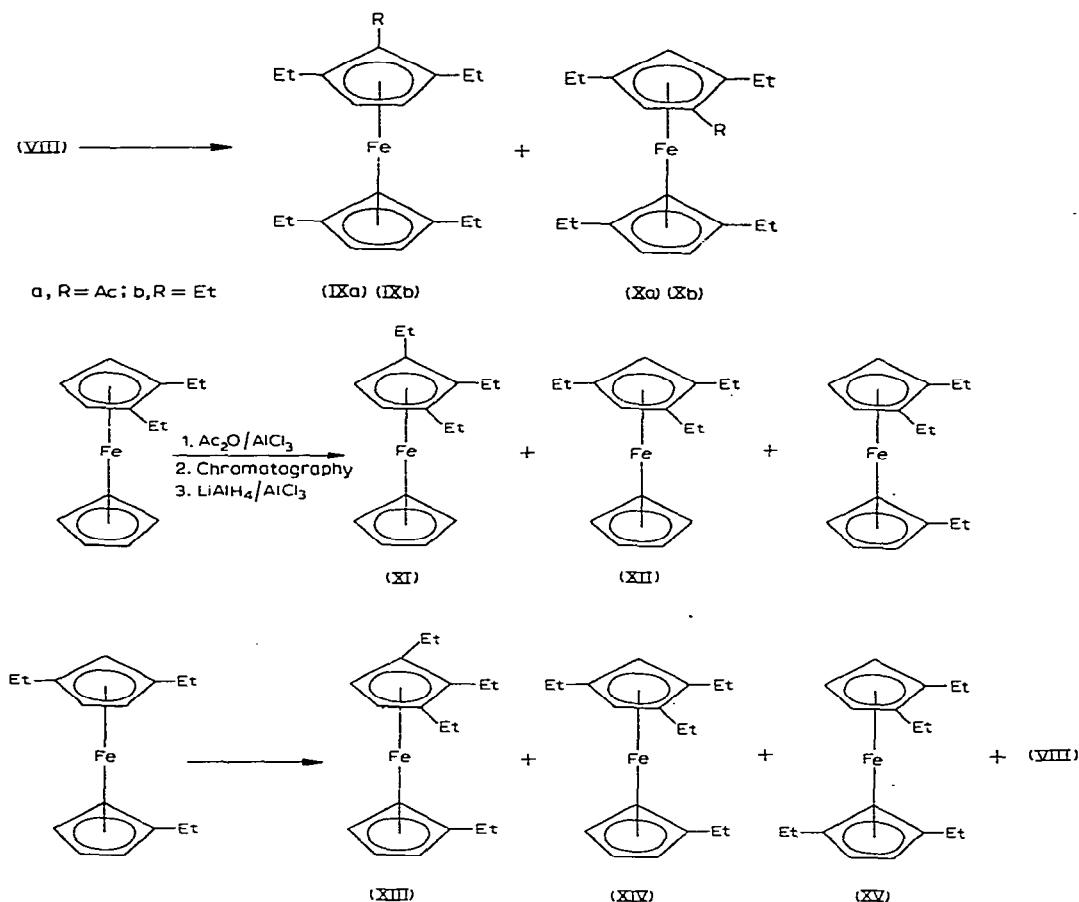 R
Et Et Et Et
R
(VIII) Fe + Fe
Et Et Et Et
a, R = Ac; b, R = Et (IXa) (IXb) (Xa) (Xb)
Et
Et Et Et Et Et
Et Et Et Et
Fe 1. Ac2O/AlCl3 Fe + Fe + Fe
2. Chromatography
3. LiAlH4/AlCl3
Et
(XI) (XII)
Et
Et Et Et Et Et Et
Et Et Et
Fe Fe + Fe + Fe + (VIII)
Et Et Et Et Et
(XIII) (XIV) (XV)